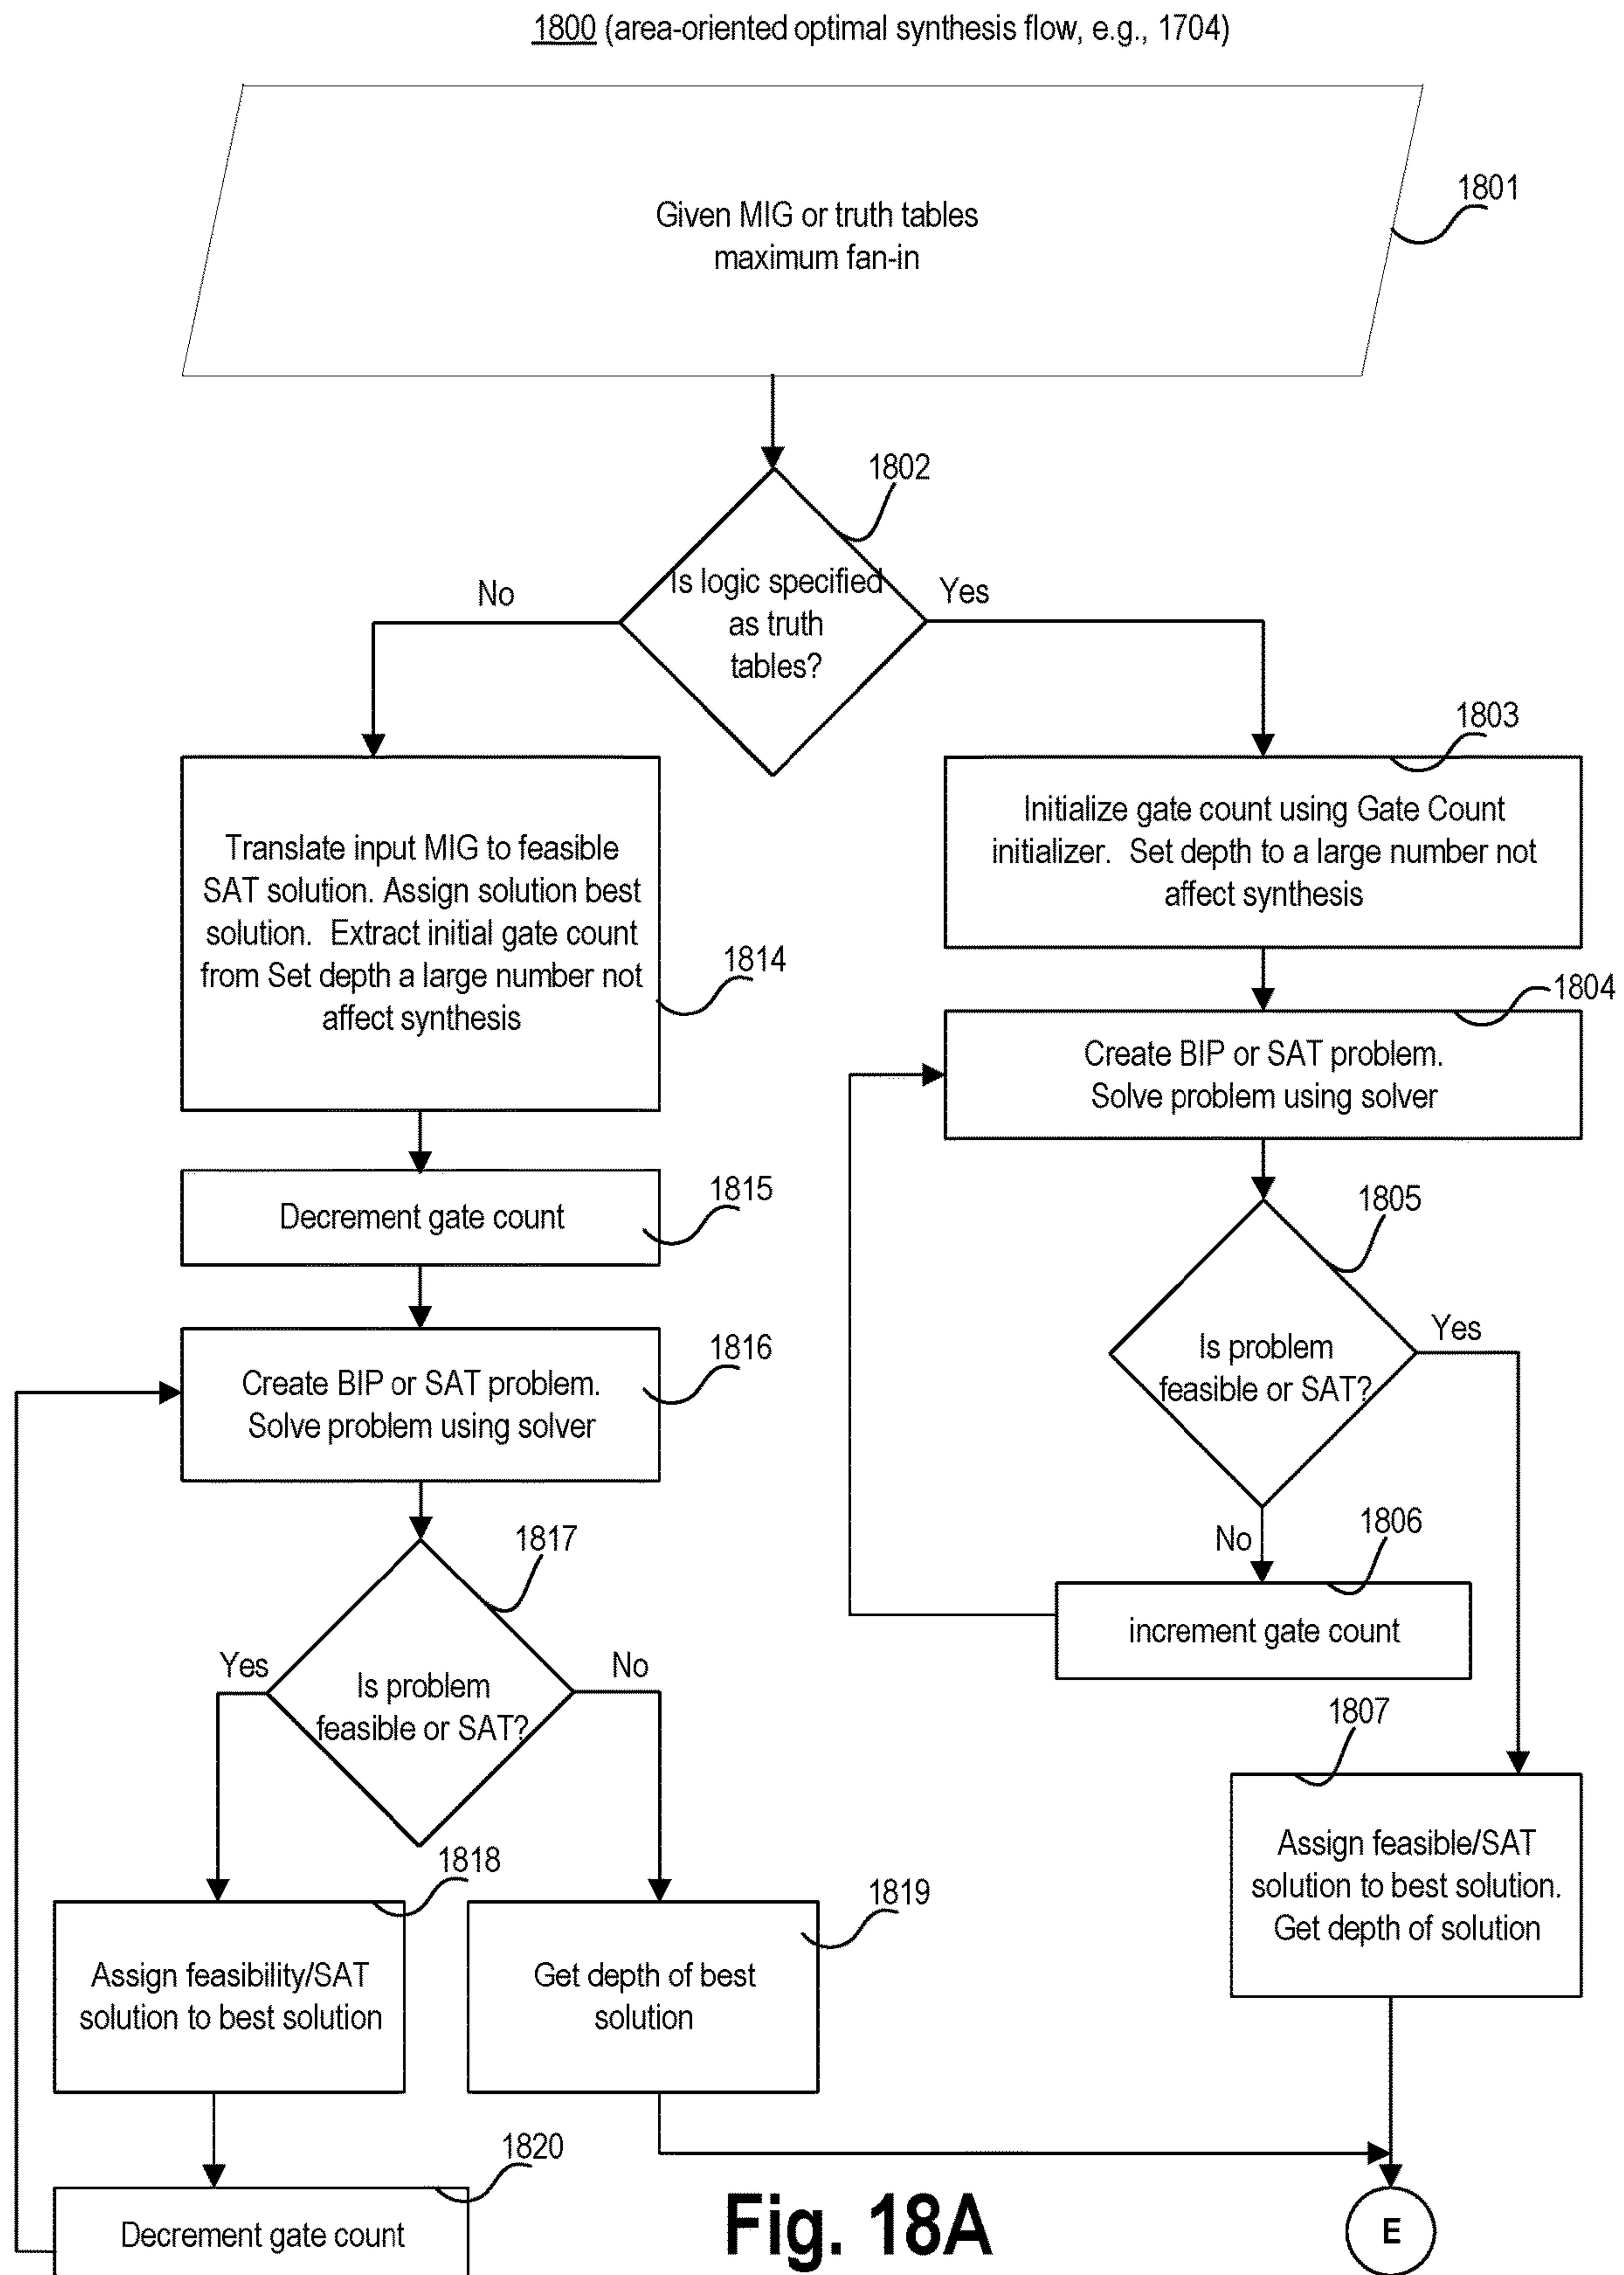 1800 (area-oriented optimal synthesis flow, e.g., 1704)
1801
Given MIG or truth tables
maximum fan-in
1802
Is logic specified
as truth
tables?
No
Yes
1803
Initialize gate count using Gate Count
initializer. Set depth to a large number not
affect synthesis
Translate input MIG to feasible
SAT solution. Assign solution best
solution. Extract initial gate count
from Set depth a large number not
affect synthesis
1814
1804
Create BIP or SAT problem.
Solve problem using solver
1815
Decrement gate count
1805
Is problem
feasible or SAT?
Yes
No
1816
Create BIP or SAT problem.
Solve problem using solver
1806
increment gate count
1817
Is problem
feasible or SAT?
Yes
No
1807
Assign feasible/SAT
solution to best solution.
Get depth of solution
1818
Assign feasibility/SAT
solution to best solution
1819
Get depth of best
solution
1820
Decrement gate count
E
Fig. 18A